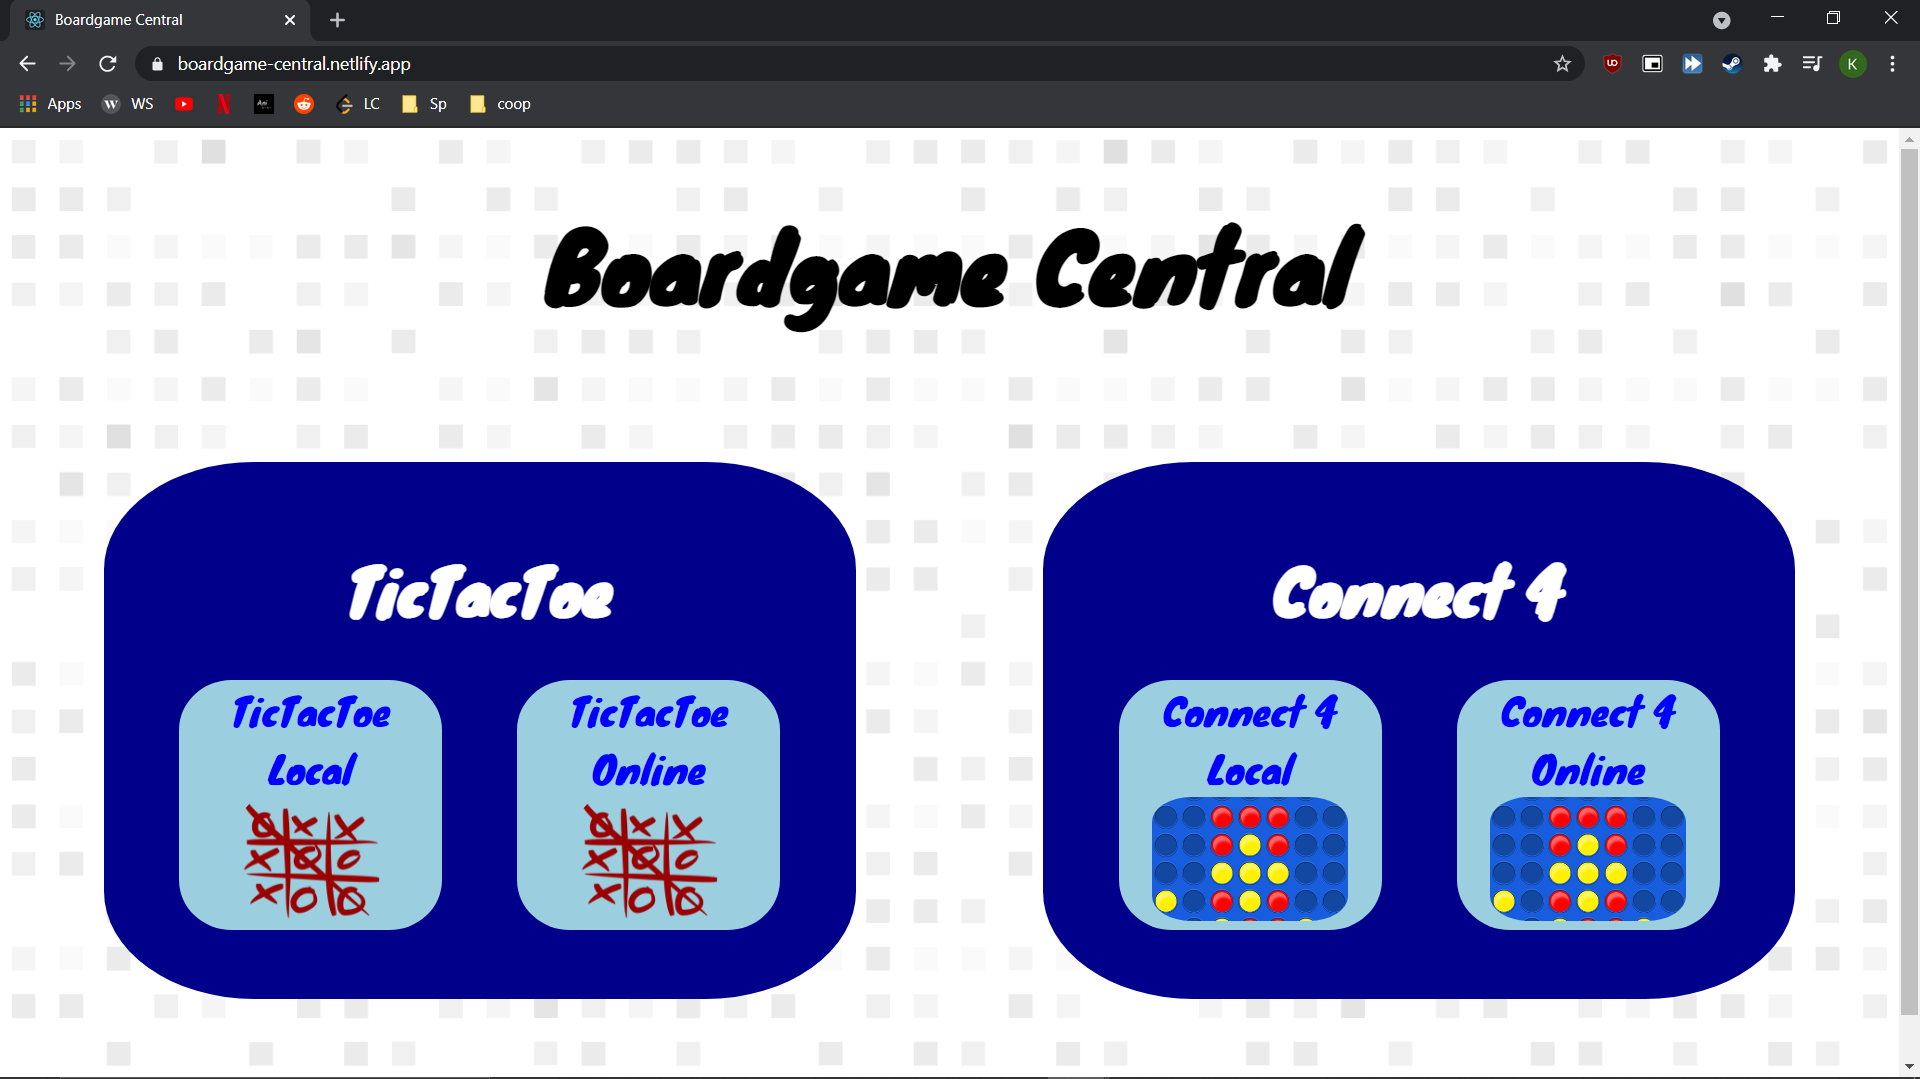 Boardgame Central
boardgame-central.netlify.app
K
Apps WS LC Sp coop
Boardgame Central
TicTacToe
TicTacToe
Local
TicTacToe
Online
Connect 4
Connect 4
Local
Connect 4
Online